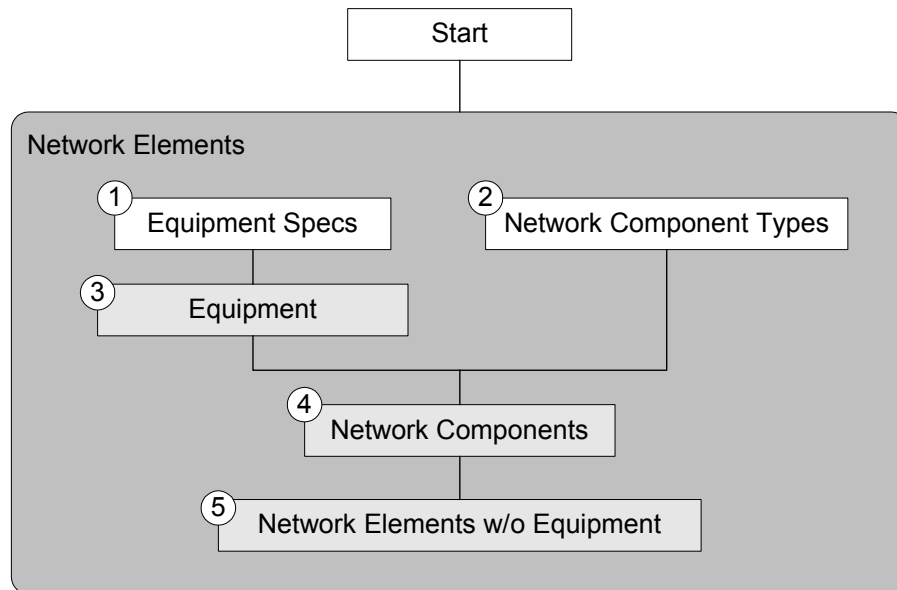 Start
Network Elements
1
Equipment Specs
2
Network Component Types
3
Equipment
4
Network Components
5
Network Elements w/o Equipment